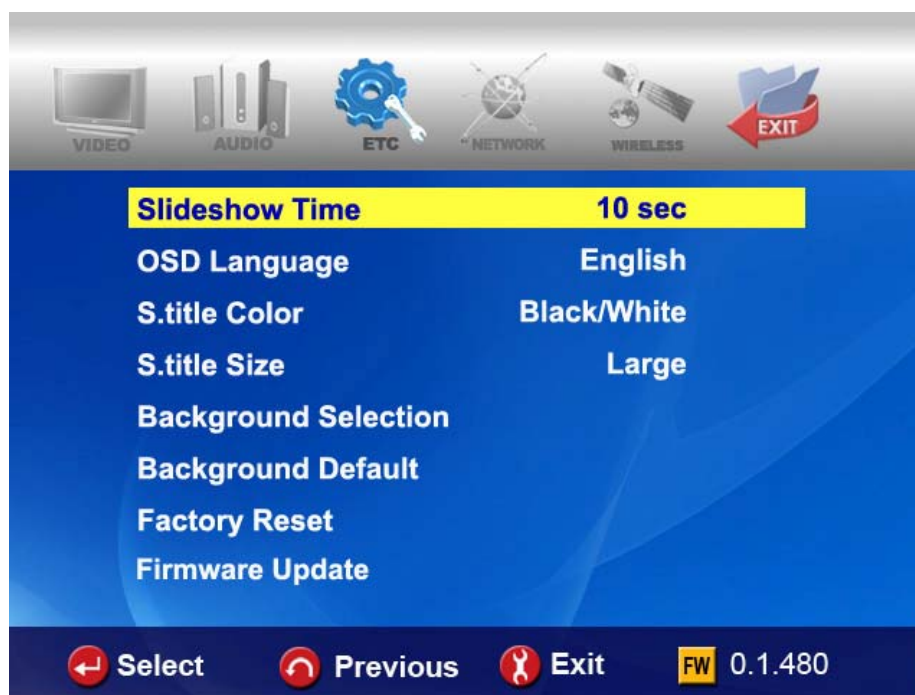 VIDEO AUDIO ETC NETWORK WIRELESS EXIT
Slideshow Time 10 sec
OSD Language English
S.title Color Black/White
S.title Size Large
Background Selection
Background Default
Factory Reset
Firmware Update
Select Previous Exit FW 0.1.480